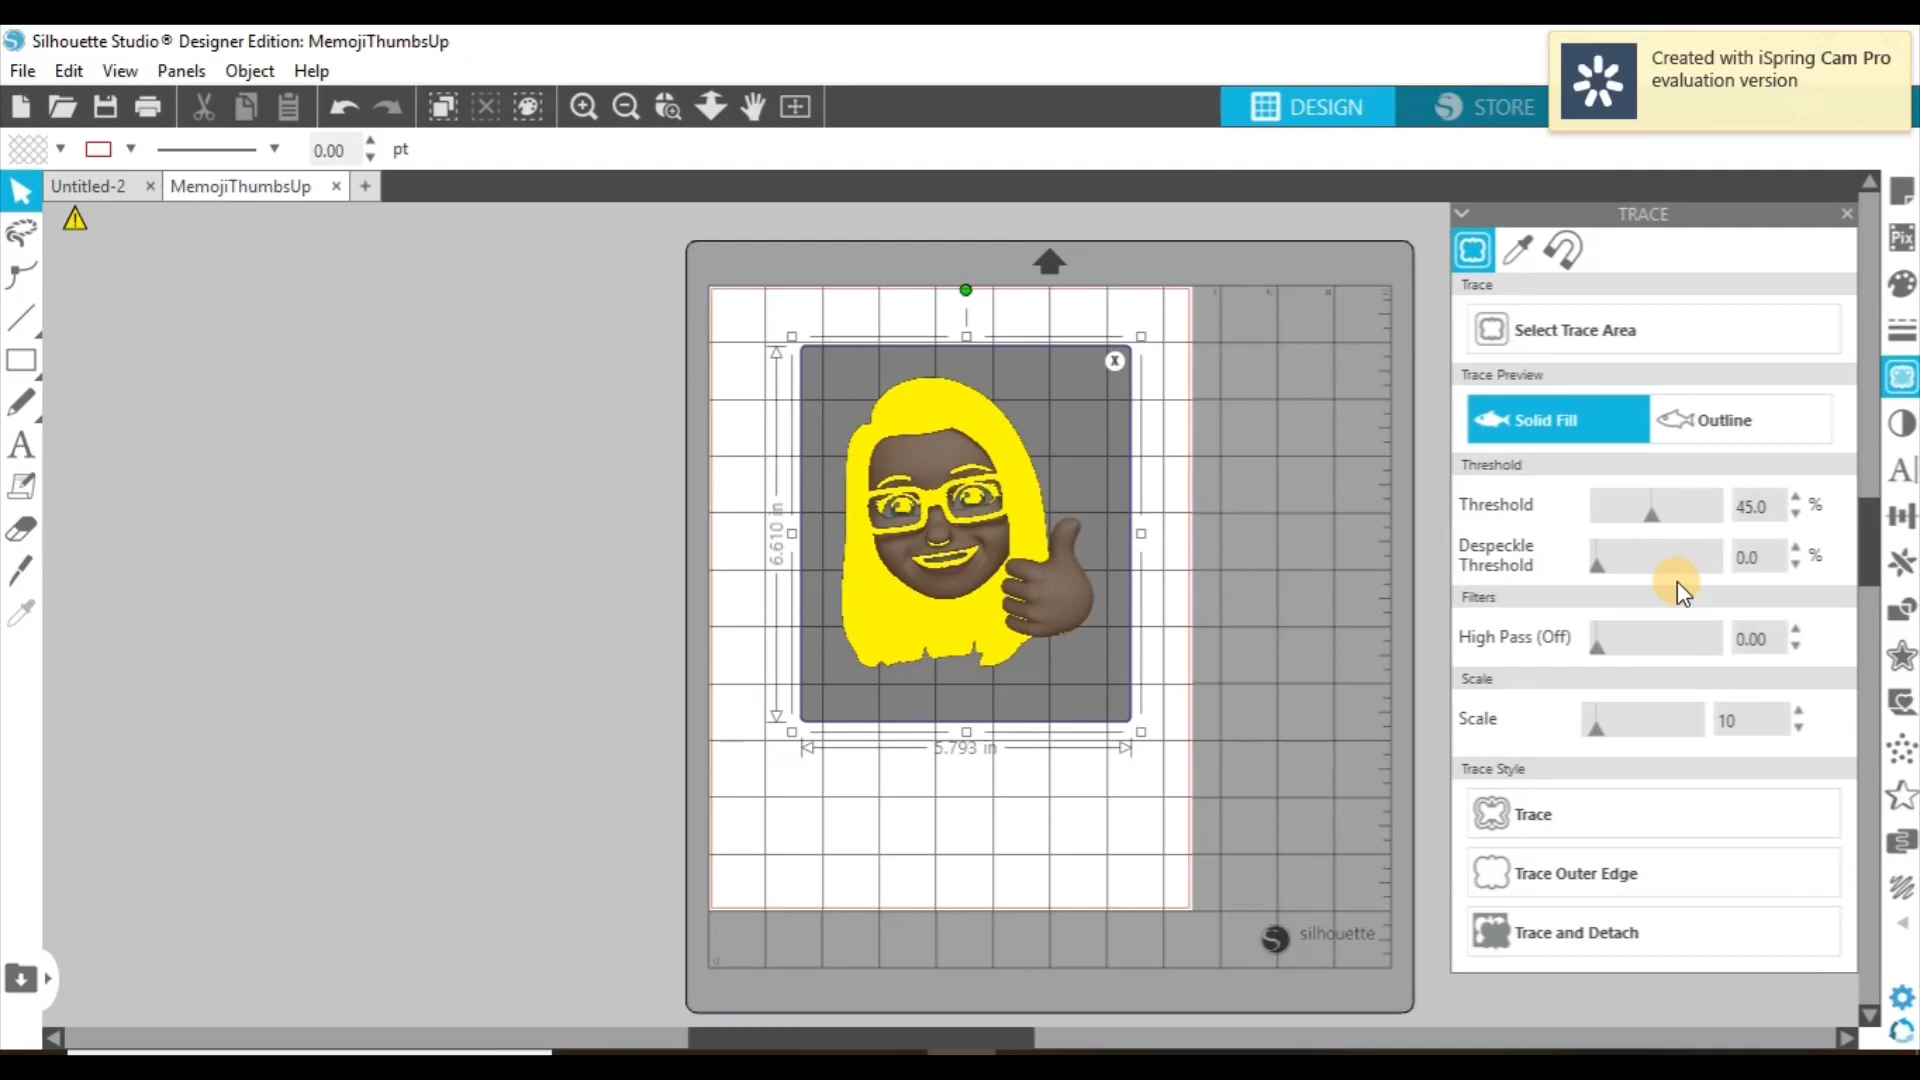 Silhouette Studio® Designer Edition: MemojiThumbsUp
File Edit View Panels Object Help
Created with iSpring Cam Pro
evaluation version
DESIGN
STORE
0.00 pt
Untitled-2
MemojiThumbsUp
TRACE
Pix
Trace
Select Trace Area
Trace Preview
Solid Fill
Outline
Threshold
Threshold 45.0 %
Despeckle
Threshold 0.0 %
Filters
High Pass (Off) 0.00
Scale
Scale 10
Trace Style
Trace
Trace Outer Edge
Trace and Detach
X
6.610 in
5.793 in
silhouette